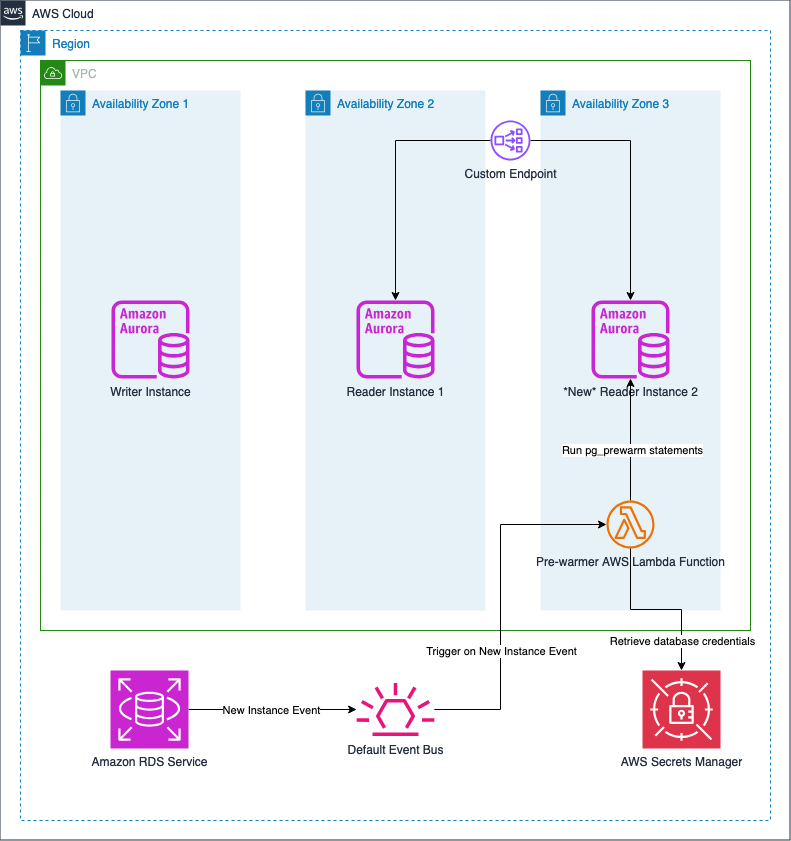 aws
AWS Cloud
Region
VPC
Availability Zone 1
Availability Zone 2
Availability Zone 3
Custom Endpoint
Amazon
Aurora
Amazon
Aurora
Amazon
Aurora
Writer Instance
Reader Instance 1
*New* Reader Instance 2
Run pg_prewarm statements
Pre-warmer AWS Lambda Function
Retrieve database credentials
Trigger on New Instance Event
New Instance Event
Default Event Bus
Amazon RDS Service
AWS Secrets Manager